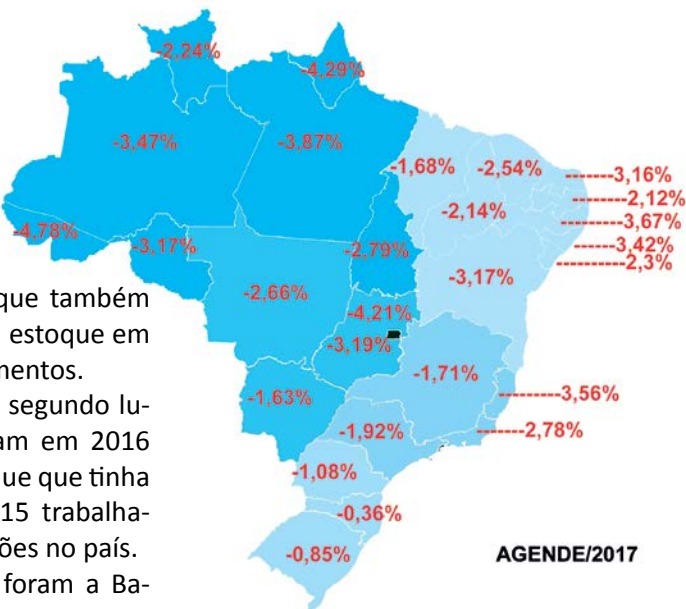 -2,24%
-4,29%
-3,47%
-3,87%
-1,68%
-2,54%
-------3,16%
-------2,12%
-2,14%
-------3,67%
-4,78%
-3,17%
-2,79%
-------3,42%
-------2,3%
-3,17%
-2,66%
-4,21%
-3,19%
-1,71%
-1,63%
-------3,56%
-1,92%
-------2,78%
-1,08%
-0,36%
-0,85%
AGENDE/2017
que também
estoque em
mentos.
segundo lu-
am em 2016
ue que tinha
15 trabalha-
ões no país.
foram a Ba-